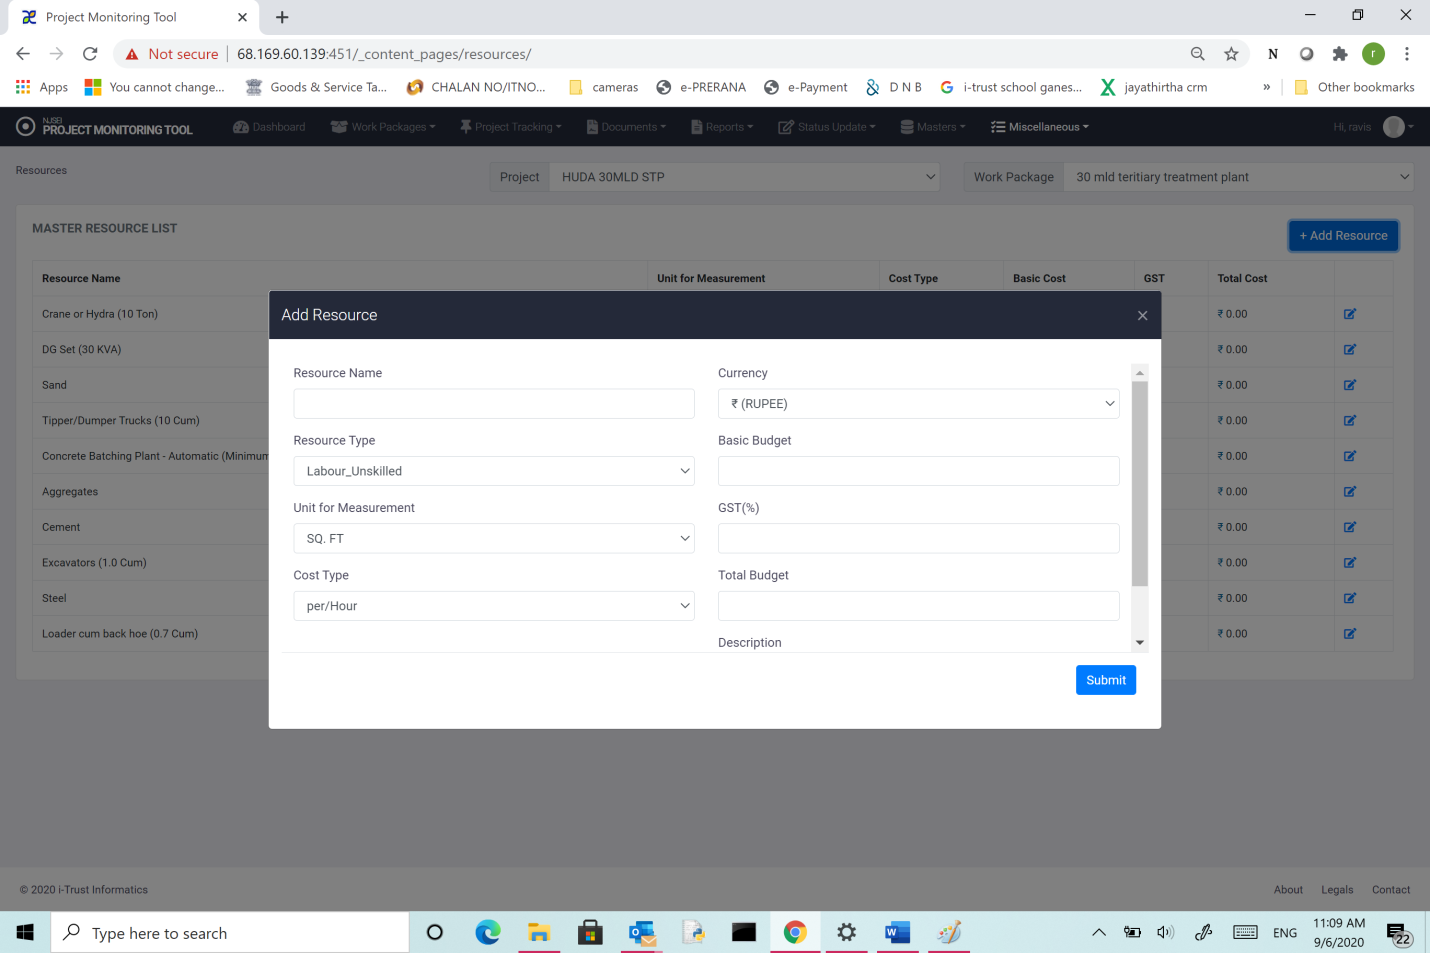 Project Monitoring Tool
Not secure
68.169.60.139:451/_content_pages/resources/
N
r
Apps
You cannot change...
Goods & Service Ta...
CHALAN NO/ITNO...
cameras
e-PRERANA
e-Payment
D N B
i-trust school ganes...
jayathirtha crm
»
Other bookmarks
NJSEI
PROJECT MONITORING TOOL
Dashboard
Work Packages
Project Tracking
Documents
Reports
Status Update
Masters
Miscellaneous
Hi, ravis
Resources
Project
HUDA 30MLD STP
Work Package
30 mld teritiary treatment plant
MASTER RESOURCE LIST
+ Add Resource
Resource Name
Unit for Measurement
Cost Type
Basic Cost
GST
Total Cost
Crane or Hydra (10 Ton)
₹ 0.00
DG Set (30 KVA)
₹ 0.00
Sand
₹ 0.00
Tipper/Dumper Trucks (10 Cum)
₹ 0.00
Concrete Batching Plant - Automatic (Minimum
₹ 0.00
Aggregates
₹ 0.00
Cement
₹ 0.00
Excavators (1.0 Cum)
₹ 0.00
Steel
₹ 0.00
Loader cum back hoe (0.7 Cum)
₹ 0.00
Add Resource
Resource Name
Currency
₹ (RUPEE)
Resource Type
Basic Budget
Labour_Unskilled
Unit for Measurement
GST(%)
SQ. FT
Cost Type
Total Budget
per/Hour
Description
Submit
© 2020 i-Trust Informatics
About
Legals
Contact
Type here to search
ENG
11:09 AM
9/6/2020
22